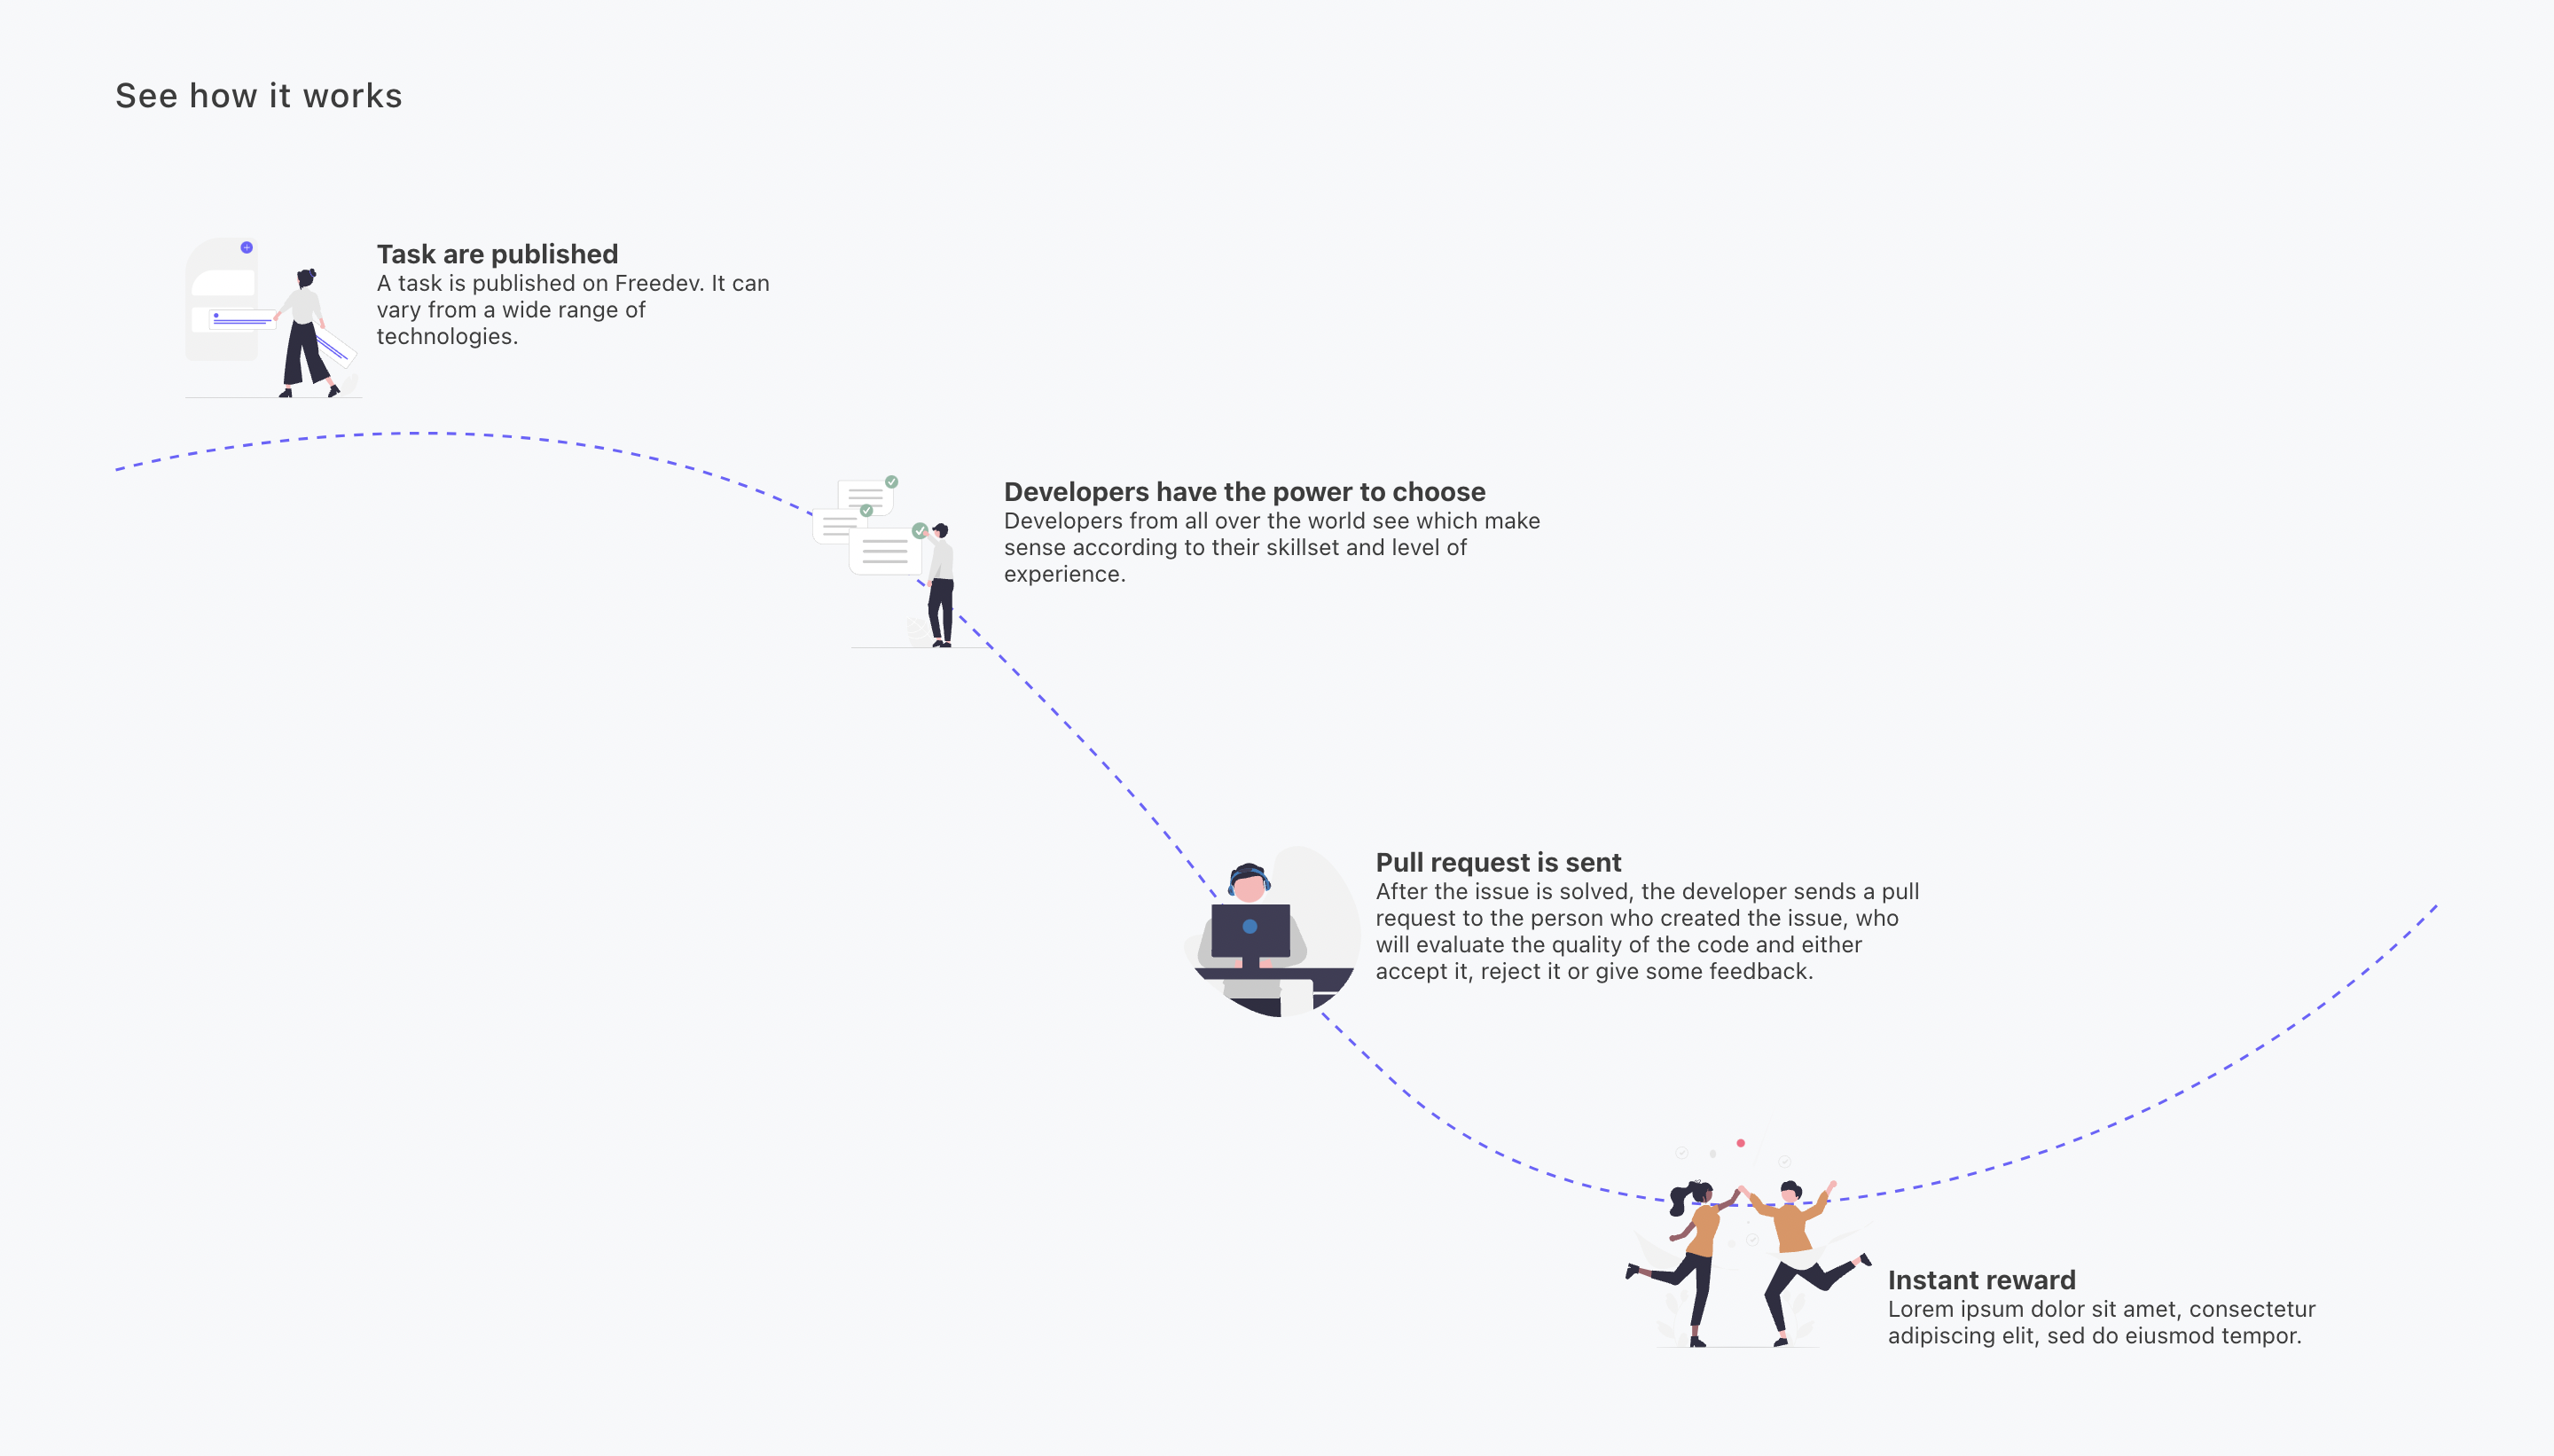 See how it works
Task are published
A task is published on Freedev. It can
vary from a wide range of
technologies.
Developers have the power to choose
Developers from all over the world see which make
sense according to their skillset and level of
experience.
Pull request is sent
After the issue is solved, the developer sends a pull
request to the person who created the issue, who
will evaluate the quality of the code and either
accept it, reject it or give some feedback.
Instant reward
Lorem ipsum dolor sit amet, consectetur
adipiscing elit, sed do eiusmod tempor.